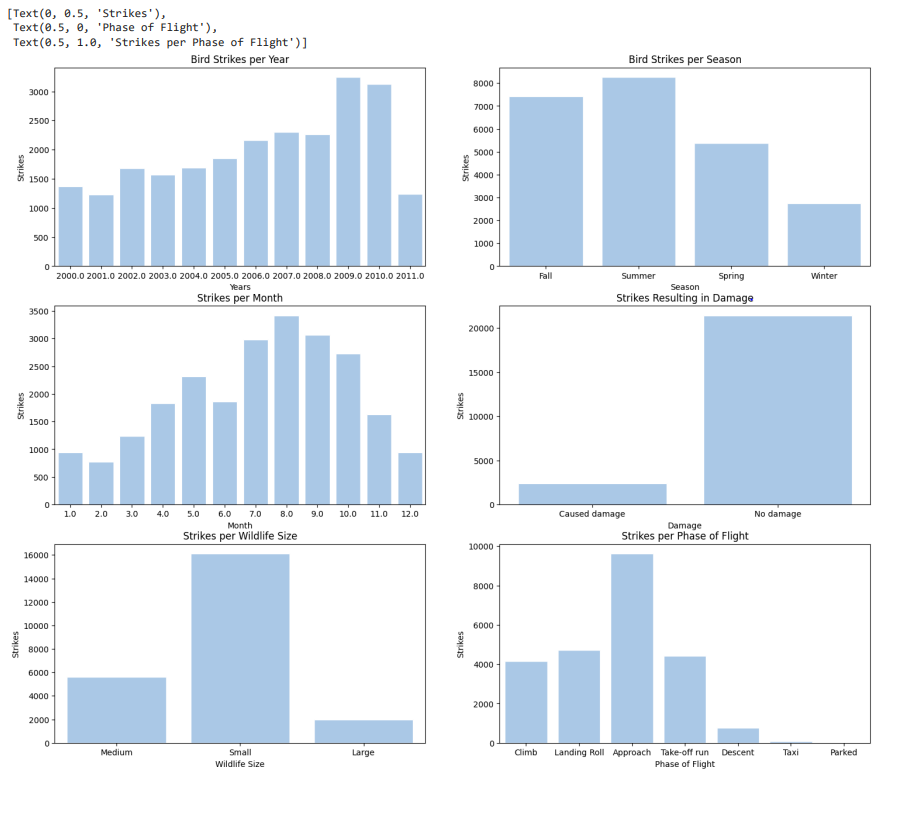 [Text(0, 0.5, 'Strikes'),
Text(0.5, 0, 'Phase of Flight'),
Text(0.5, 1.0, 'Strikes per Phase of Flight')]
Bird Strikes per Year
3000
2500
2000
1500
1000
500
0
Strikes
2000.0 2001.0 2002.0 2003.0 2004.0 2005.0 2006.0 2007.0 2008.0 2009.0 2010.0 2011.0
Years
Bird Strikes per Season
8000
7000
6000
5000
4000
3000
2000
1000
0
Strikes
Fall Summer Spring Winter
Season
Strikes per Month
3500
3000
2500
2000
1500
1000
500
0
Strikes
1.0 2.0 3.0 4.0 5.0 6.0 7.0 8.0 9.0 10.0 11.0 12.0
Month
Strikes Resulting in Damage
20000
15000
10000
5000
0
Strikes
Caused damage No damage
Damage
Strikes per Wildlife Size
16000
14000
12000
10000
8000
6000
4000
2000
0
Strikes
Medium Small Large
Wildlife Size
Strikes per Phase of Flight
10000
8000
6000
4000
2000
0
Strikes
Climb Landing Roll Approach Take-off run Descent Taxi Parked
Phase of Flight